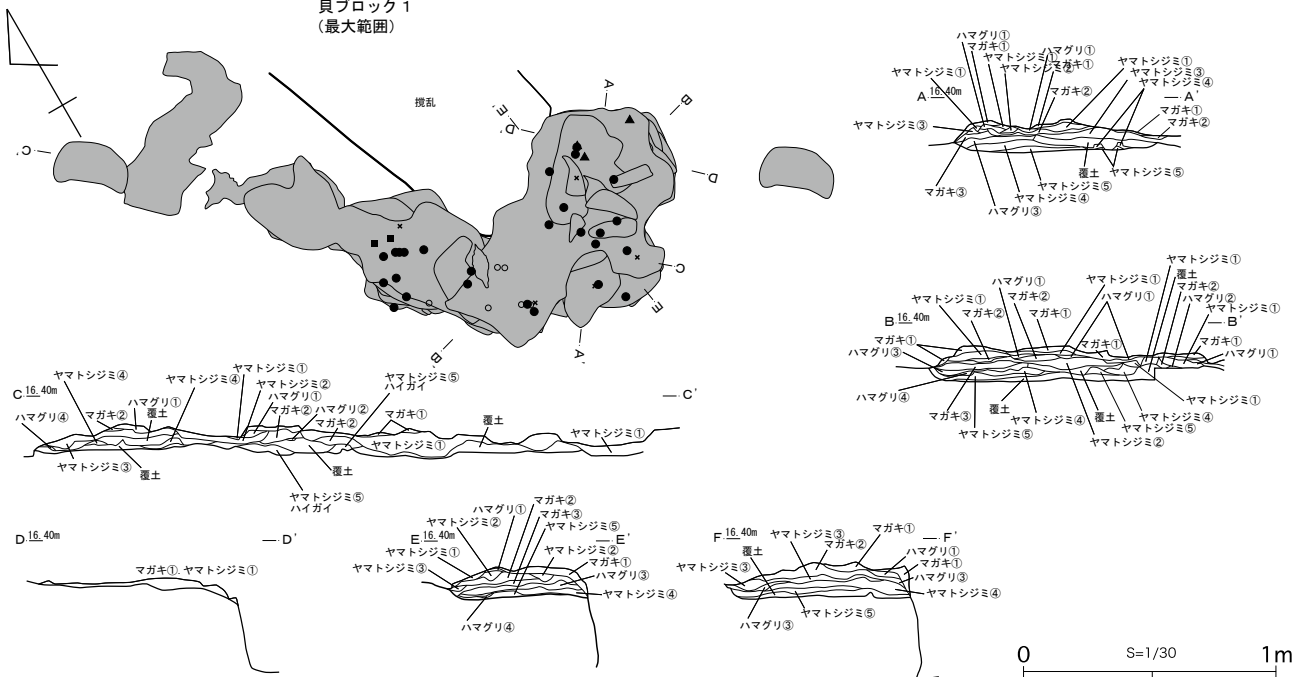 貝ブロック1
(最大範囲)
撹乱
A
B
E'
D'
C'
D
C
E
A'
B'
ハマグリ①
マガキ①
ヤマトシジミ①
ハマグリ①
ヤマトシジミ②
マガキ①
ヤマトシジミ①
マガキ②
ヤマトシジミ①
ヤマトシジミ③
ヤマトシジミ④
A 16.40m
A'
マガキ①
マガキ②
ヤマトシジミ③
覆土
ヤマトシジミ⑤
マガキ③
ヤマトシジミ⑤
ヤマトシジミ④
ハマグリ③
ヤマトシジミ①
覆土
マガキ②
ハマグリ②
ヤマトシジミ①
ハマグリ①
ヤマトシジミ①
ヤマトシジミ①
マガキ②
ハマグリ①
マガキ②
マガキ①
B 16.40m
B'
マガキ①
マガキ①
マガキ①
ハマグリ③
ハマグリ①
ハマグリ④
ヤマトシジミ①
マガキ③
覆土
ヤマトシジミ④
覆土
ヤマトシジミ④
ヤマトシジミ⑤
ヤマトシジミ⑤
ヤマトシジミ②
C 16.40m
C'
ヤマトシジミ④
ヤマトシジミ④
ヤマトシジミ①
ヤマトシジミ②
ハマグリ①
マガキ②
ヤマトシジミ⑤
ハイガイ
ハマグリ④
マガキ②
ハマグリ①
覆土
ハマグリ②
マガキ②
マガキ①
覆土
ヤマトシジミ①
ヤマトシジミ①
ヤマトシジミ③
覆土
覆土
ヤマトシジミ⑤
ハイガイ
D 16.40m
D'
マガキ①. ヤマトシジミ①
E 16.40m
E'
ハマグリ①
マガキ②
ヤマトシジミ②
マガキ③
ヤマトシジミ⑤
ヤマトシジミ①
ヤマトシジミ②
ヤマトシジミ③
マガキ①
ハマグリ③
ヤマトシジミ④
ハマグリ④
F 16.40m
F'
ヤマトシジミ③
マガキ①
覆土
マガキ②
ハマグリ①
ヤマトシジミ③
マガキ①
ハマグリ③
ヤマトシジミ④
ヤマトシジミ⑤
ハマグリ③
0
S=1/30
1m